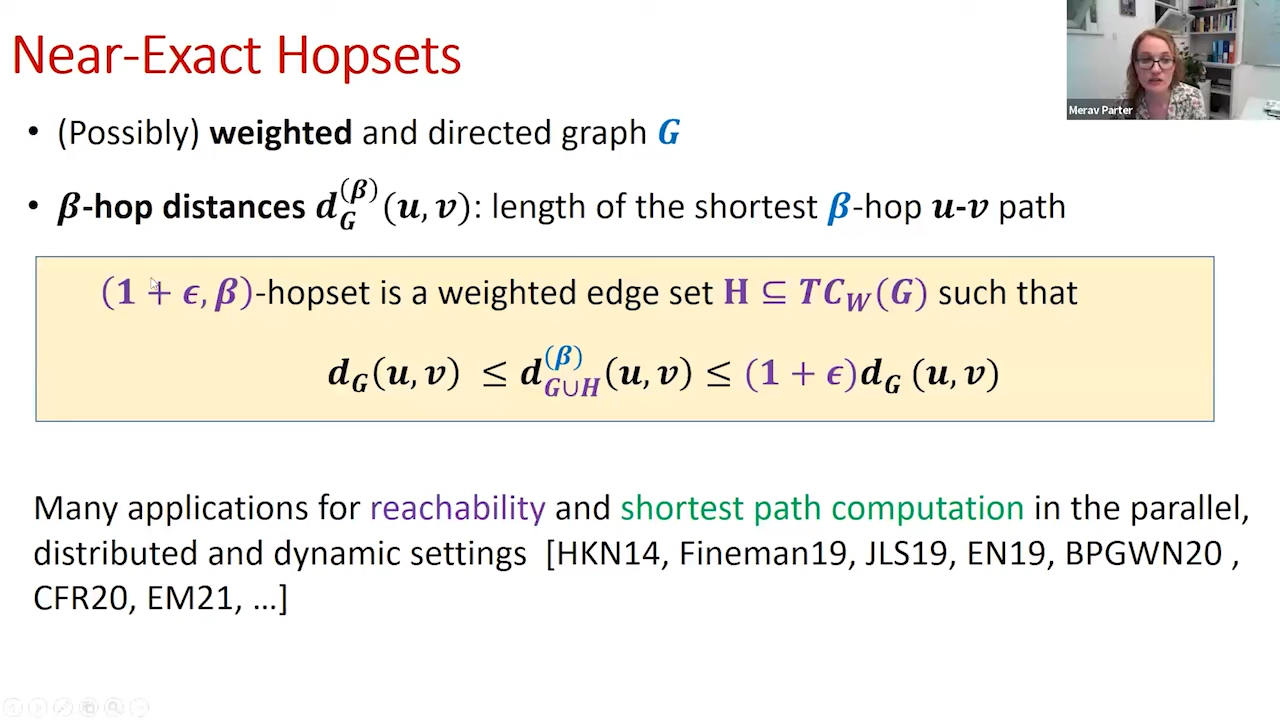 Near-Exact Hopsets
Merav Parter
• (Possibly) weighted and directed graph G
• β-hop distances d_G^(β)(u, v): length of the shortest β-hop u-v path
(1 + ϵ, β)-hopset is a weighted edge set H ⊆ TC_W(G) such that
d_G(u, v) ≤ d_{G∪H}^(β)(u, v) ≤ (1 + ϵ)d_G (u, v)
Many applications for reachability and shortest path computation in the parallel,
distributed and dynamic settings [HKN14, Fineman19, JLS19, EN19, BPGWN20 ,
CFR20, EM21, …]